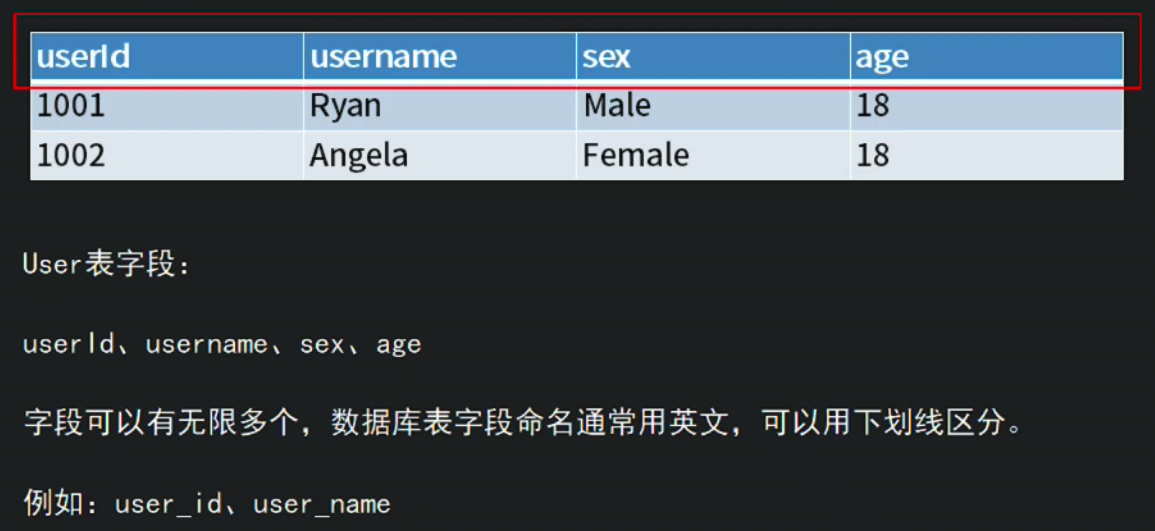 userId username sex age
1001 Ryan Male 18
1002 Angela Female 18
User表字段：
userId、username、sex、age
字段可以有无限多个，数据库表字段命名通常用英文，可以用下划线区分。
例如：user_id、user_name